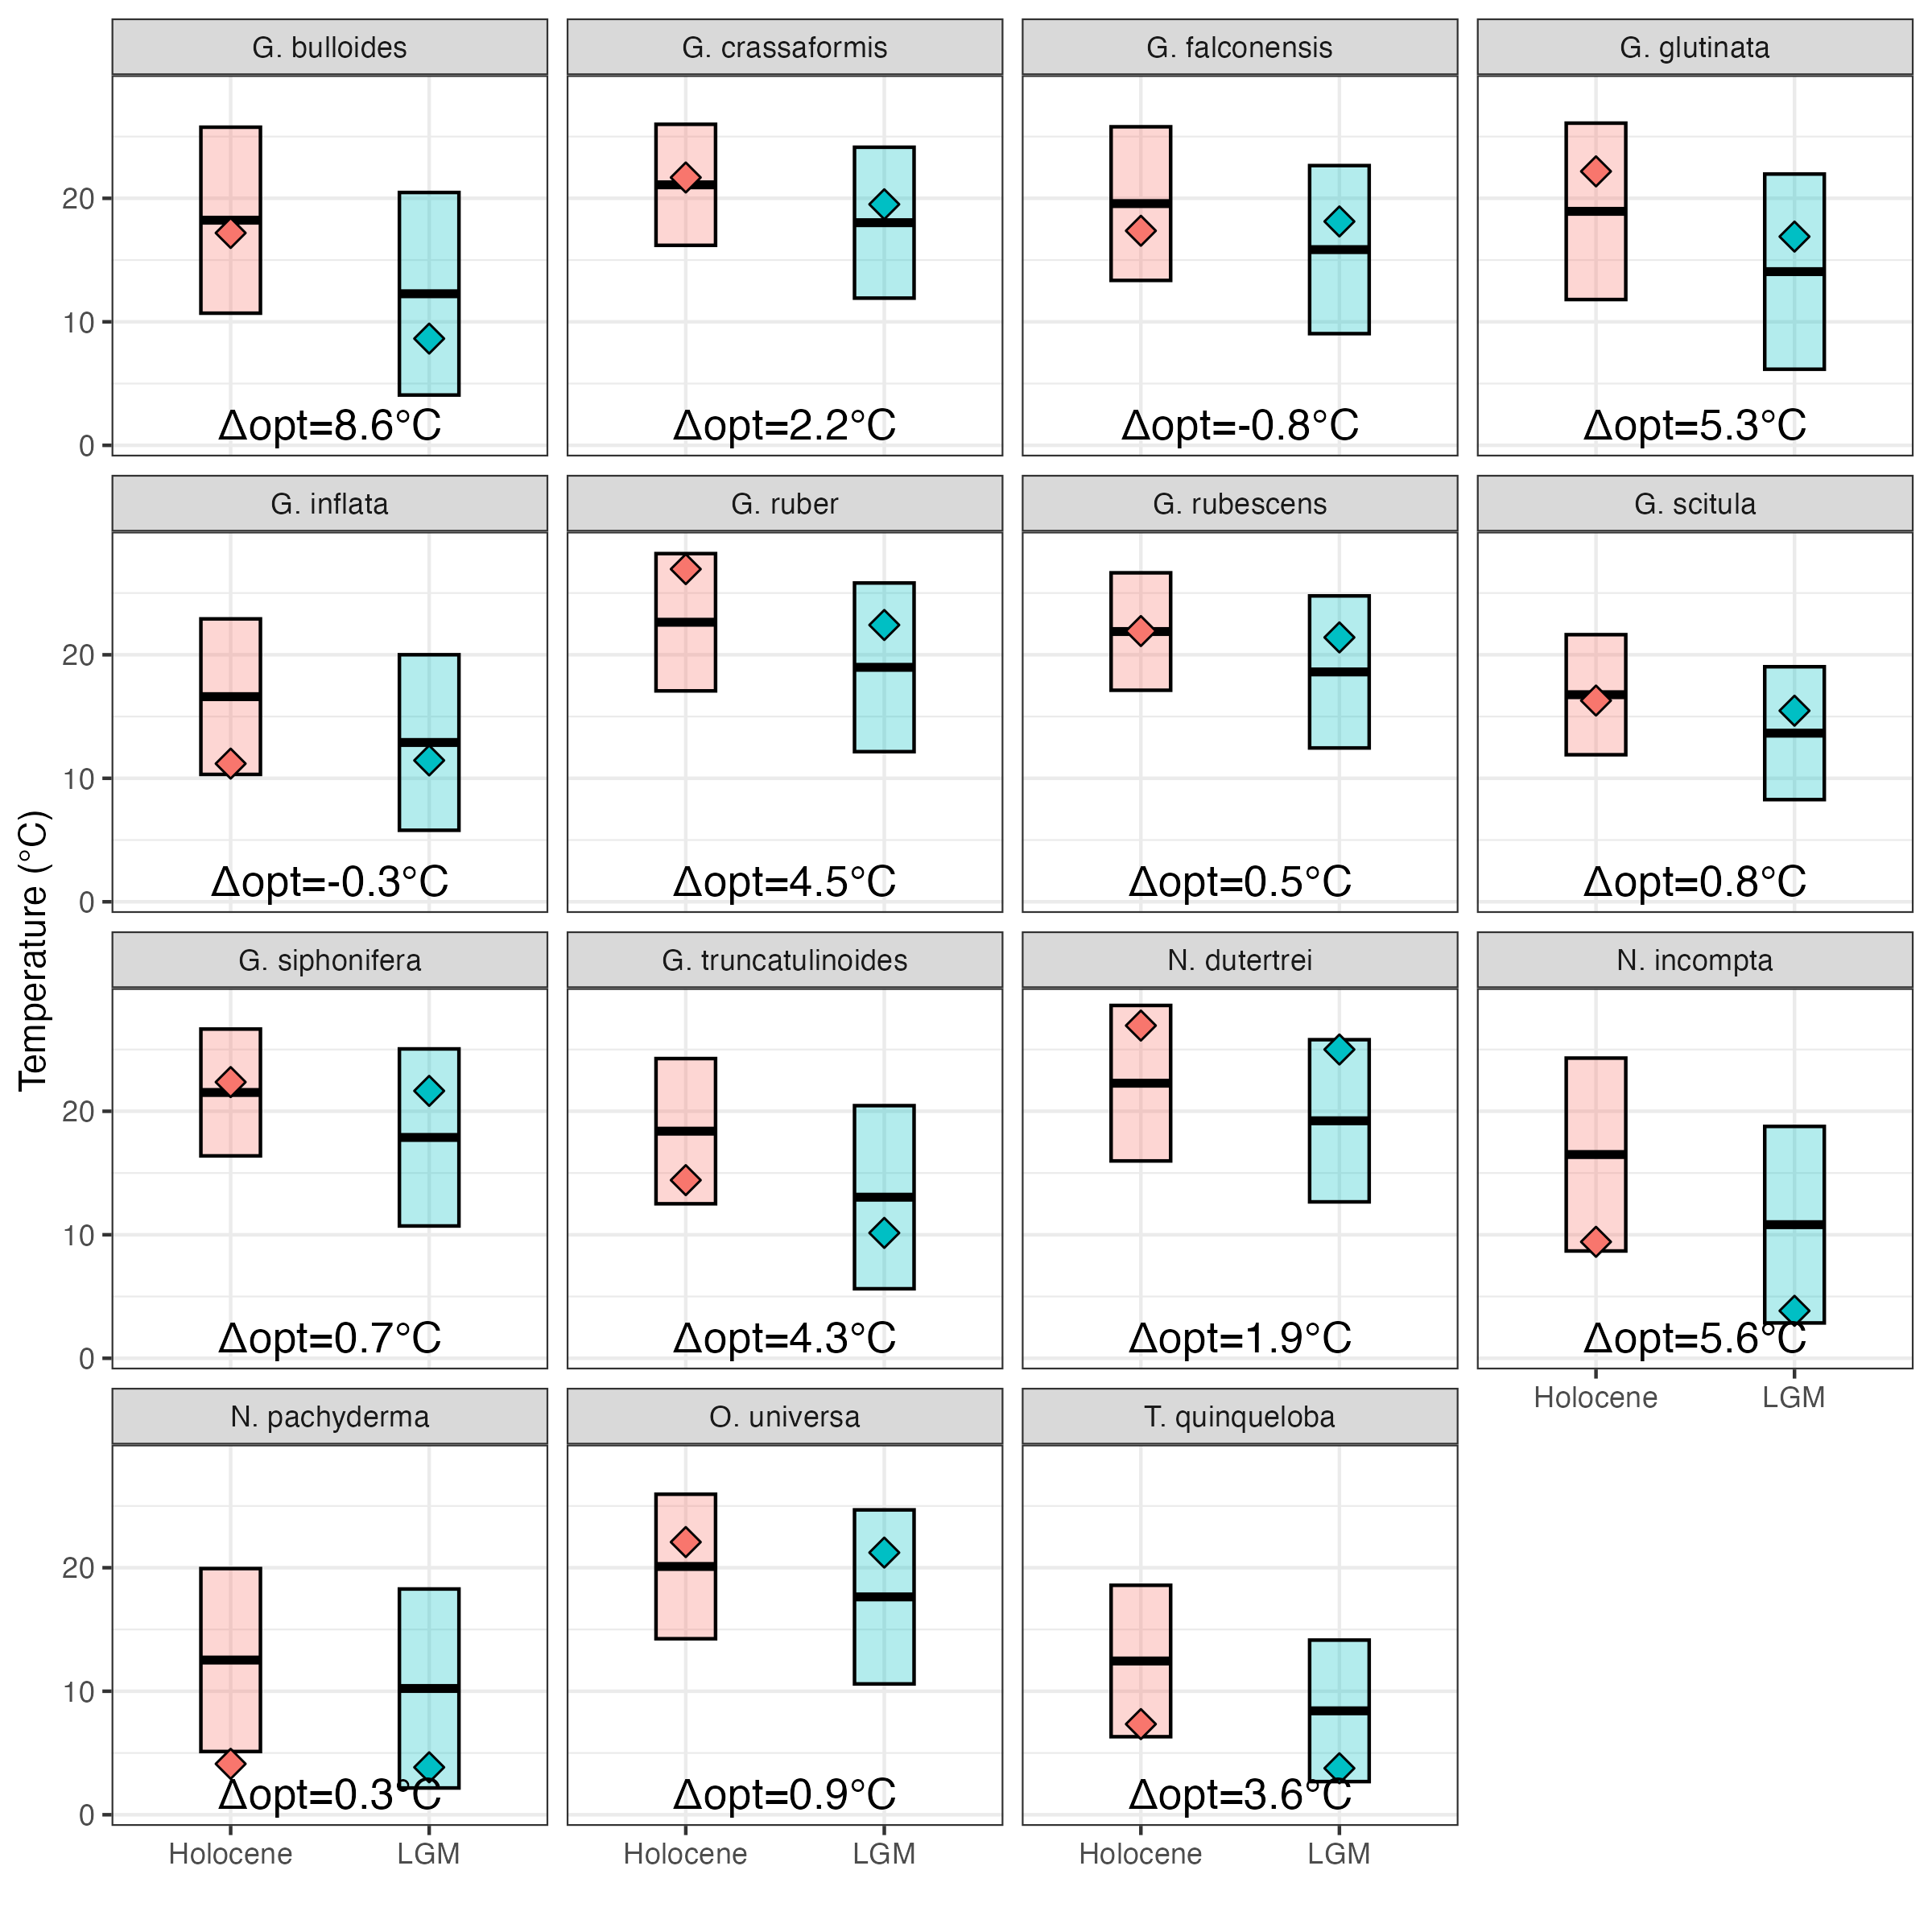 G. bulloides
G. crassaformis
G. falconensis
G. glutinata
20
10
0
Δopt=8.6°C
Δopt=2.2°C
Δopt=-0.8°C
Δopt=5.3°C
G. inflata
G. ruber
G. rubescens
G. scitula
20
10
0
Δopt=-0.3°C
Δopt=4.5°C
Δopt=0.5°C
Δopt=0.8°C
Temperature (°C)
G. siphonifera
G. truncatulinoides
N. dutertrei
N. incompta
20
10
0
Δopt=0.7°C
Δopt=4.3°C
Δopt=1.9°C
Δopt=5.6°C
Holocene
LGM
N. pachyderma
O. universa
T. quinqueloba
20
10
0
Δopt=0.3°C
Δopt=0.9°C
Δopt=3.6°C
Holocene
LGM
Holocene
LGM
Holocene
LGM